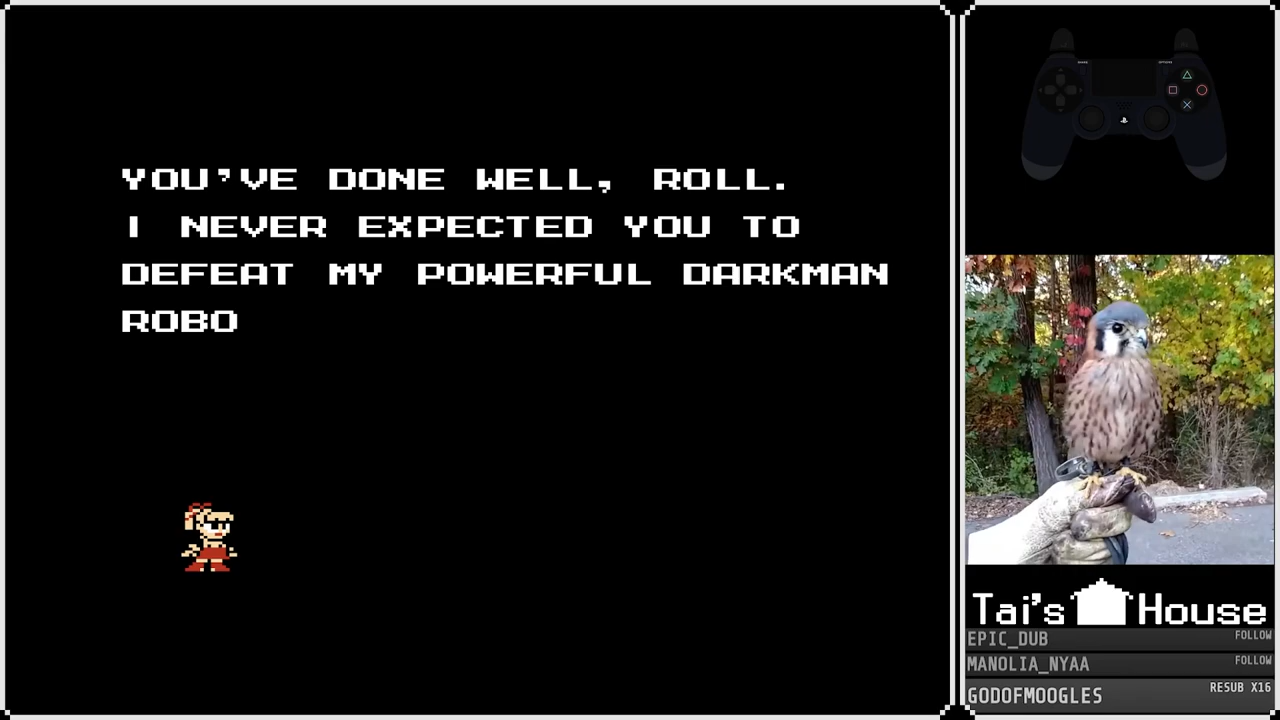 YOU'VE DONE WELL, ROLL.
I NEVER EXPECTED YOU TO
DEFEAT MY POWERFUL DARKMAN
ROBO
Tai's House
EPIC_DUB FOLLOW
MANOLIA_NYAA FOLLOW
GODOFMOOGLES RESUB X16